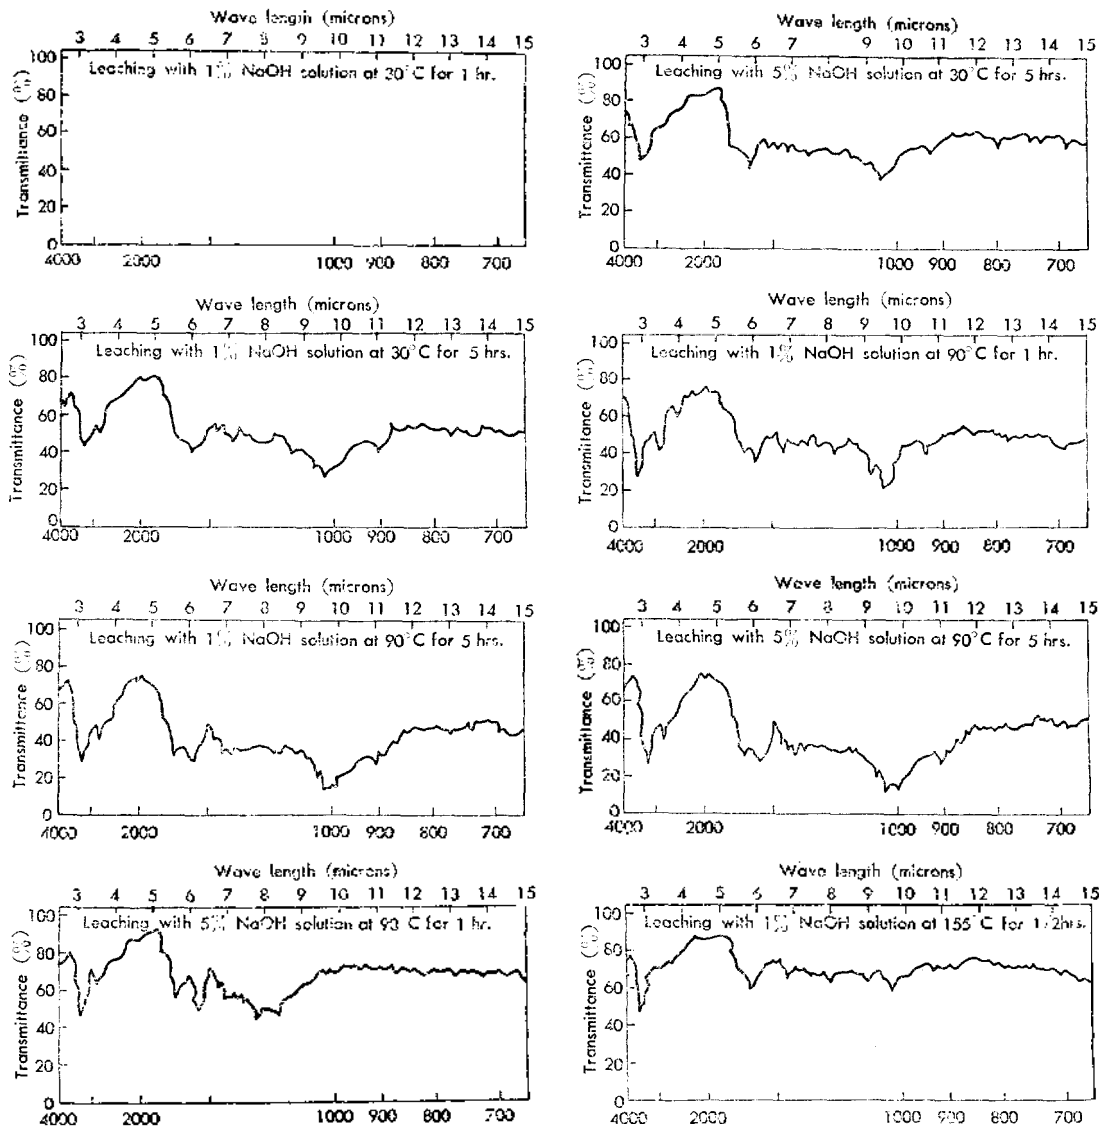 Wave length (microns)
3 4 5 6 7 8 9 10 11 12 13 14 15
Leaching with 1% NaOH solution at 30°C for 1 hr.
Transmittance (%)
100
80
60
40
20
0
4000 2000 1000 900 800 700
Wave length (microns)
3 4 5 6 7 8 9 10 11 12 13 14 15
Leaching with 5% NaOH solution at 30°C for 5 hrs.
Transmittance (%)
100
80
60
40
20
0
4000 2000 1000 900 800 700
Wave length (microns)
3 4 5 6 7 8 9 10 11 12 13 14 15
Leaching with 1% NaOH solution at 30°C for 5 hrs.
Transmittance (%)
100
80
60
40
20
0
4000 2000 1000 900 800 700
Wave length (microns)
3 4 5 6 7 8 9 10 11 12 13 14 15
Leaching with 1% NaOH solution at 90°C for 1 hr.
Transmittance (%)
100
80
60
40
20
0
4000 2000 1000 900 800 700
Wave length (microns)
3 4 5 6 7 8 9 10 11 12 13 14 15
Leaching with 1% NaOH solution at 90°C for 5 hrs.
Transmittance (%)
100
80
60
40
20
0
4000 2000 1000 900 800 700
Wave length (microns)
3 4 5 6 7 8 9 10 11 12 13 14 15
Leaching with 5% NaOH solution at 90°C for 5 hrs.
Transmittance (%)
100
80
60
40
20
0
4000 2000 1000 900 800 700
Wave length (microns)
3 4 5 6 7 8 9 10 11 12 13 14 15
Leaching with 5% NaOH solution at 90°C for 1 hr.
Transmittance (%)
100
80
60
40
20
0
4000 2000 1000 900 800 700
Wave length (microns)
3 4 5 6 7 8 9 10 11 12 13 14 15
Leaching with 1% NaOH solution at 155°C for 1/2hrs.
Transmittance (%)
100
80
60
40
20
0
4000 2000 1000 900 800 700